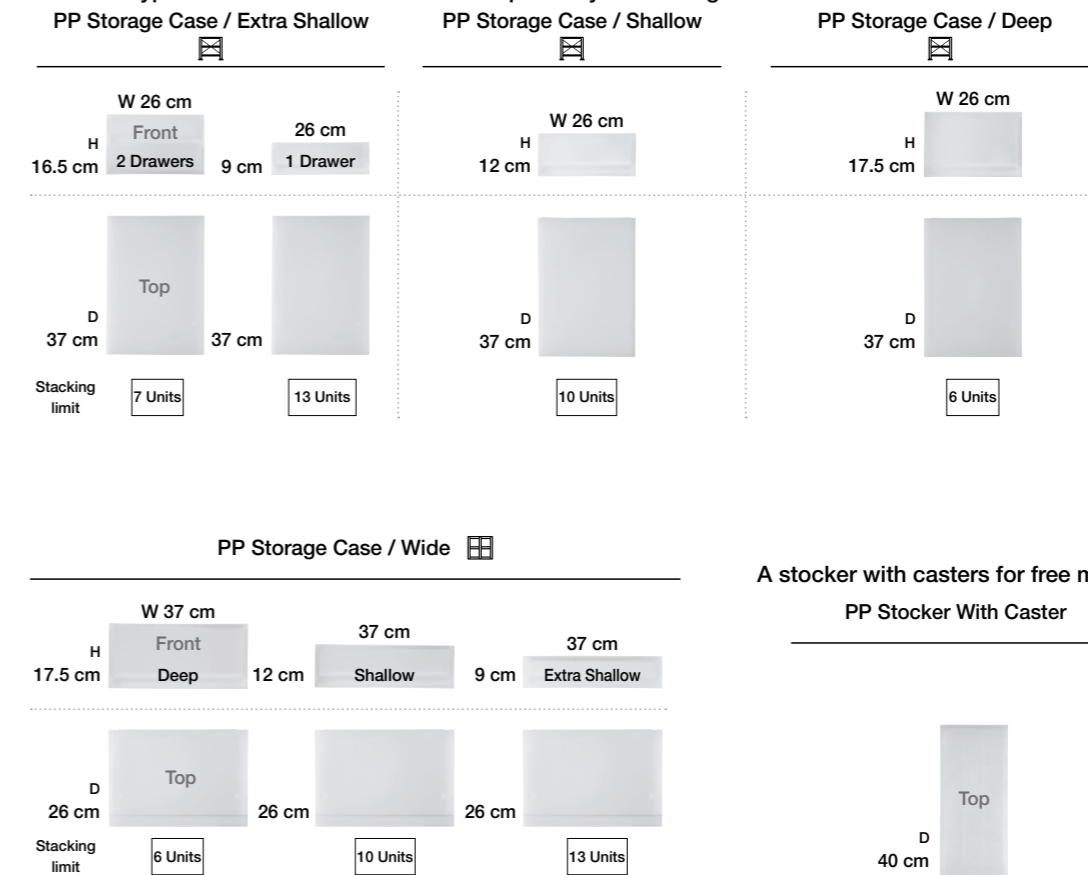 PP Storage Case / Extra Shallow
W 26 cm
Front
H
16.5 cm
2 Drawers
26 cm
9 cm
1 Drawer
Top
D
37 cm
37 cm
Stacking
limit
7 Units
13 Units
PP Storage Case / Shallow
W 26 cm
H
12 cm
D
37 cm
10 Units
PP Storage Case / Deep
W 26 cm
H
17.5 cm
D
37 cm
6 Units
PP Storage Case / Wide
W 37 cm
Front
H
17.5 cm
Deep
37 cm
12 cm
Shallow
37 cm
9 cm
Extra Shallow
Top
D
26 cm
26 cm
26 cm
Stacking
limit
6 Units
10 Units
13 Units
A stocker with casters for free
PP Stocker With Caster
Top
D
40 cm